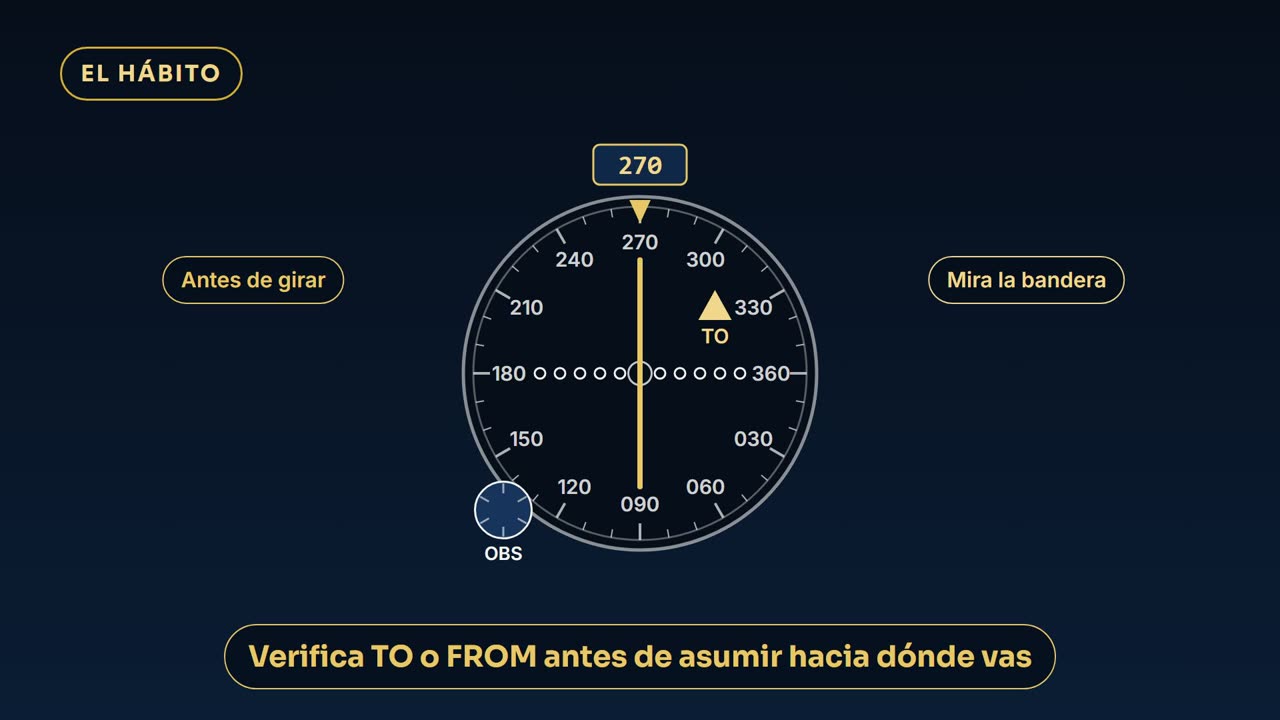 EL HÁBITO
270
Antes de girar
Mira la bandera
270
240
300
210
330
TO
180
360
150
030
120
060
090
OBS
Verifica TO o FROM antes de asumir hacia dónde vas